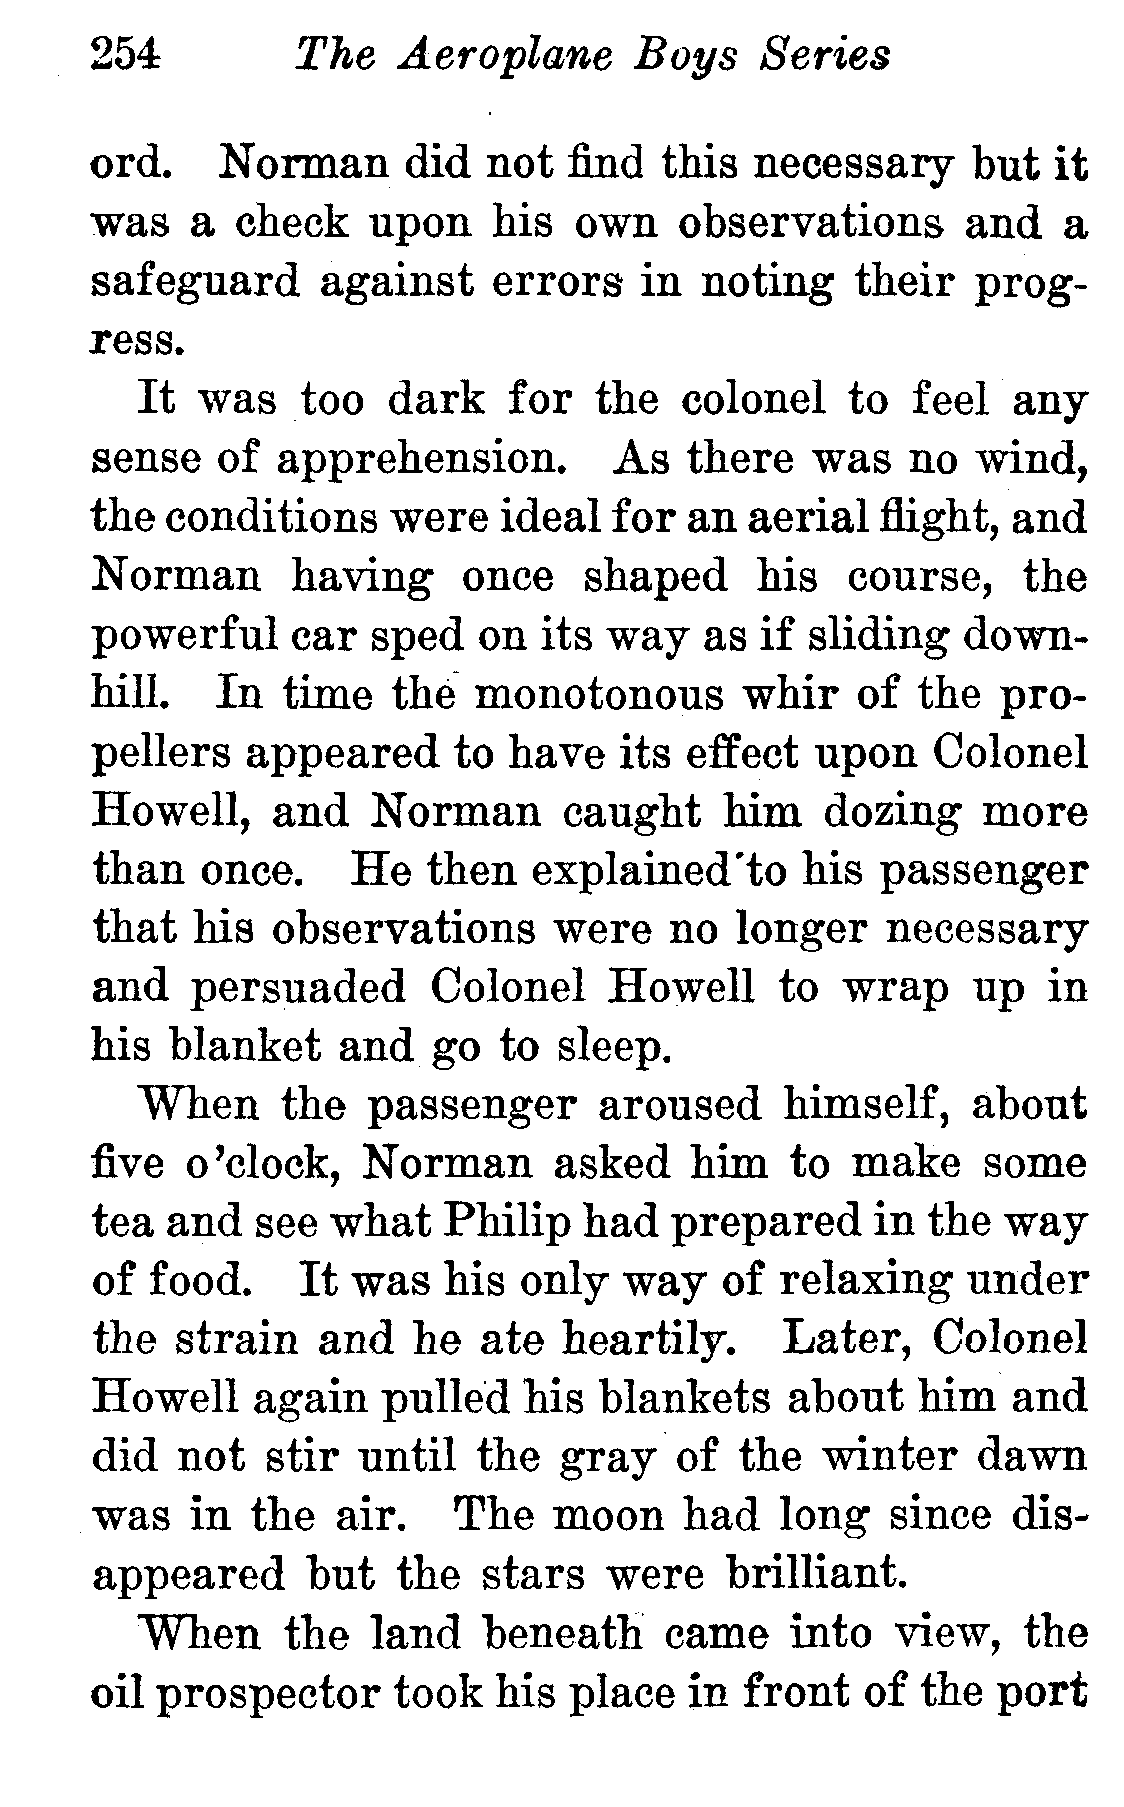 254 The Aeroplane Boys Series
ord. Norman did not find this necessary but it
was a check upon his own observations and a
safeguard against errors in noting their prog-
ress.
It was too dark for the colonel to feel any
sense of apprehension. As there was no wind,
the conditions were ideal for an aerial flight, and
Norman having once shaped his course, the
powerful car sped on its way as if sliding down-
hill. In time the monotonous whir of the pro-
pellers appeared to have its effect upon Colonel
Howell, and Norman caught him dozing more
than once. He then explained to his passenger
that his observations were no longer necessary
and persuaded Colonel Howell to wrap up in
his blanket and go to sleep.
When the passenger aroused himself, about
five o'clock, Norman asked him to make some
tea and see what Philip had prepared in the way
of food. It was his only way of relaxing under
the strain and he ate heartily. Later, Colonel
Howell again pulled his blankets about him and
did not stir until the gray of the winter dawn
was in the air. The moon had long since dis-
appeared but the stars were brilliant.
When the land beneath came into view, the
oil prospector took his place in front of the port